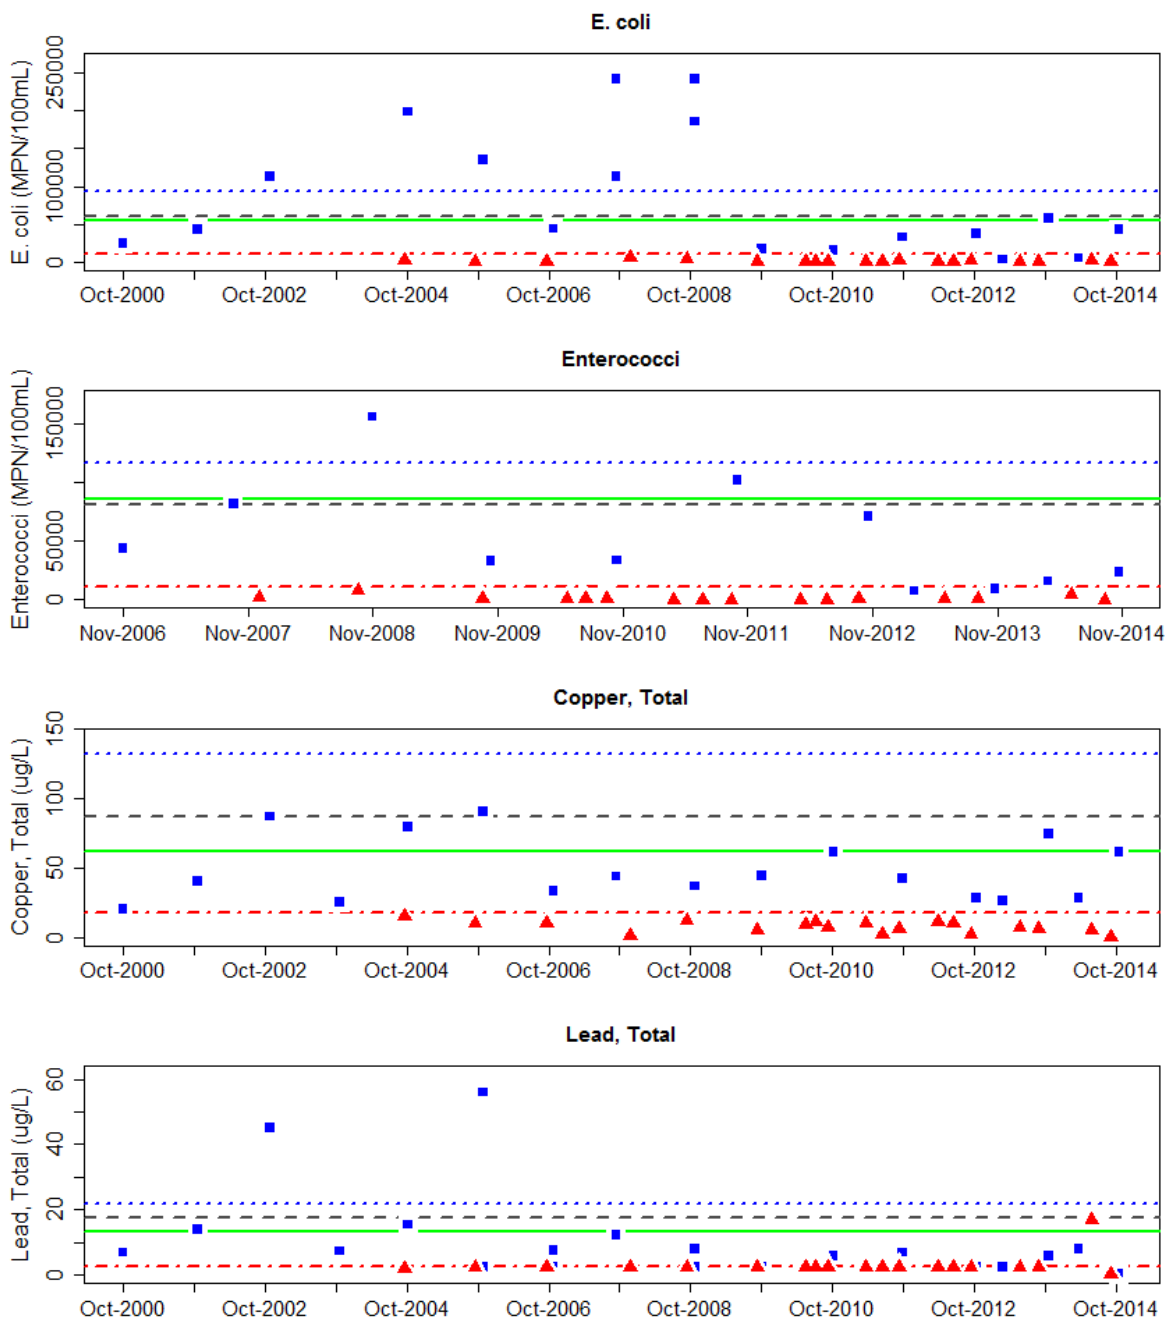 E. coli
E. coli (MPN/100mL)
250000
100000
0
Oct-2000 Oct-2002 Oct-2004 Oct-2006 Oct-2008 Oct-2010 Oct-2012 Oct-2014
Enterococci
Enterococci (MPN/100mL)
150000
50000
0
Nov-2006 Nov-2007 Nov-2008 Nov-2009 Nov-2010 Nov-2011 Nov-2012 Nov-2013 Nov-2014
Copper, Total
Copper, Total (ug/L)
150
100
50
0
Oct-2000 Oct-2002 Oct-2004 Oct-2006 Oct-2008 Oct-2010 Oct-2012 Oct-2014
Lead, Total
Lead, Total (ug/L)
60
40
20
0
Oct-2000 Oct-2002 Oct-2004 Oct-2006 Oct-2008 Oct-2010 Oct-2012 Oct-2014